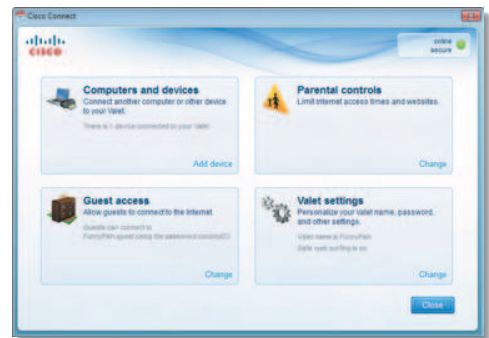 Cisco Connect
CISCO
online
secure
Computers and devices
Connect another computer or other device
to your Valet.
There is 1 device connected to your Valet
Add device
Parental controls
Limit Internet access times and websites.
Change
Guest access
Allow guests to connect to the Internet.
Guests can connect to
FunnyFish-guest using the password
Change
Valet settings
Personalize your Valet name, password,
and other settings.
Valet name is FunnyFish
Safe web surfing is on
Change
Close